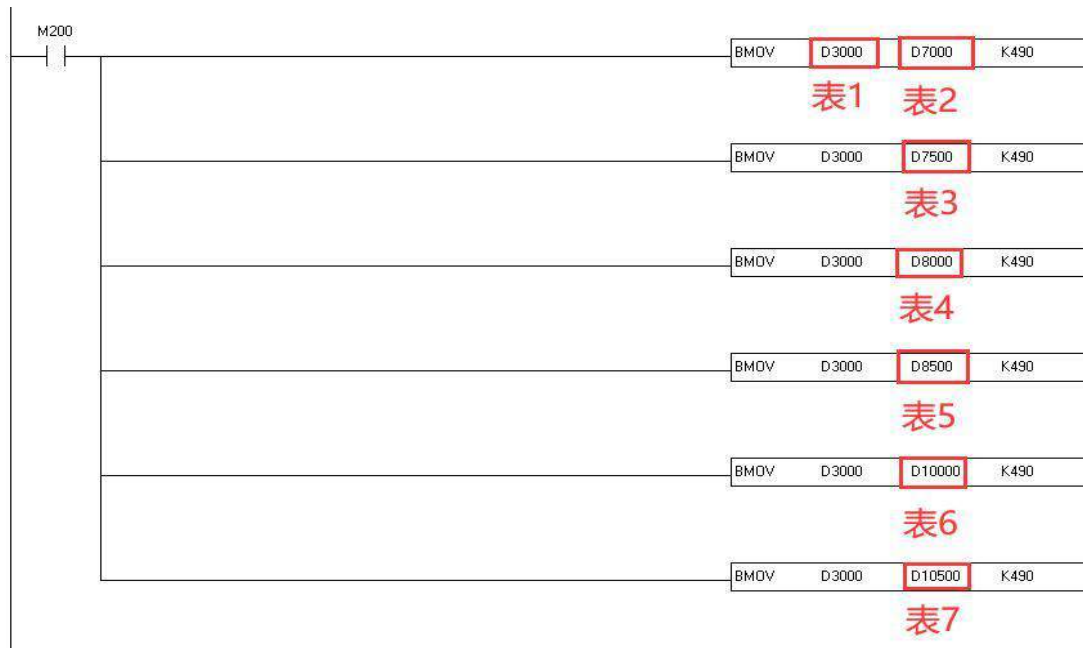 M200
BMOV D3000 D7000 K490
表1 表2
BMOV D3000 D7500 K490
表3
BMOV D3000 D8000 K490
表4
BMOV D3000 D8500 K490
表5
BMOV D3000 D10000 K490
表6
BMOV D3000 D10500 K490
表7